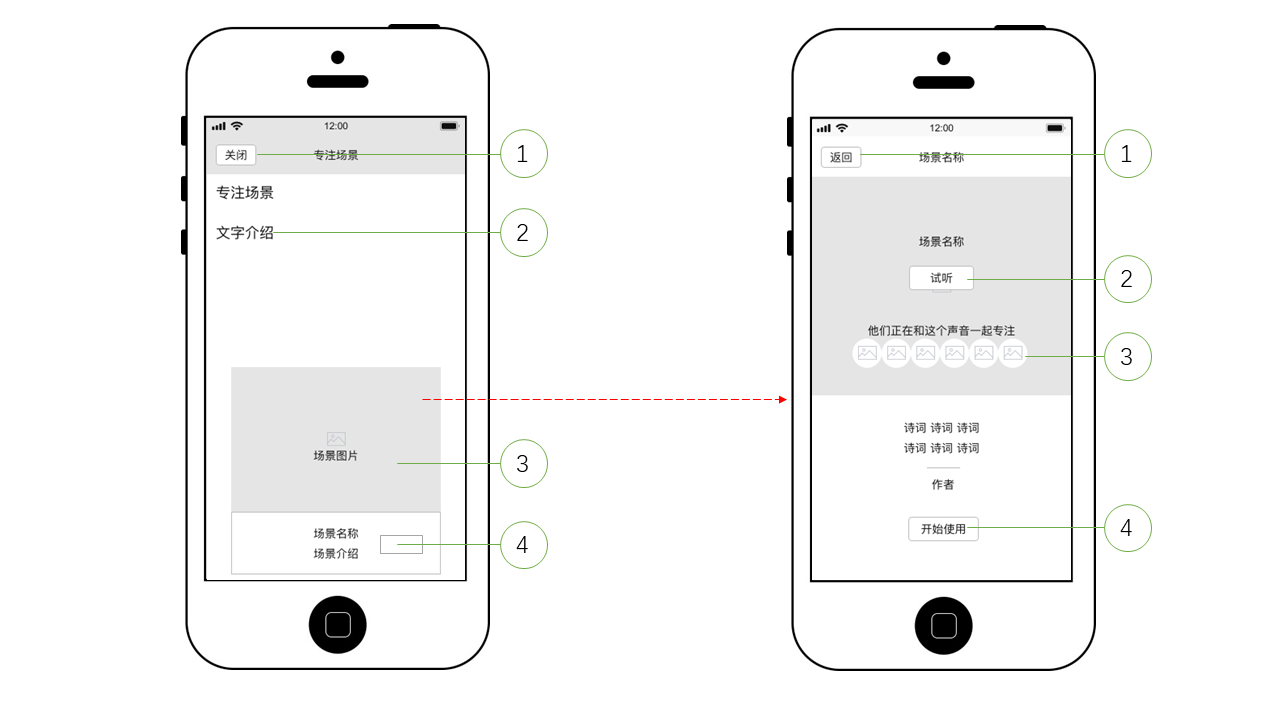 12:00
关闭
专注场景
1
专注场景
文字介绍
2
场景图片
3
场景名称
场景介绍
4
12:00
返回
场景名称
1
场景名称
试听
2
他们正在和这个声音一起专注
3
诗词 诗词 诗词
诗词 诗词 诗词
作者
开始使用
4